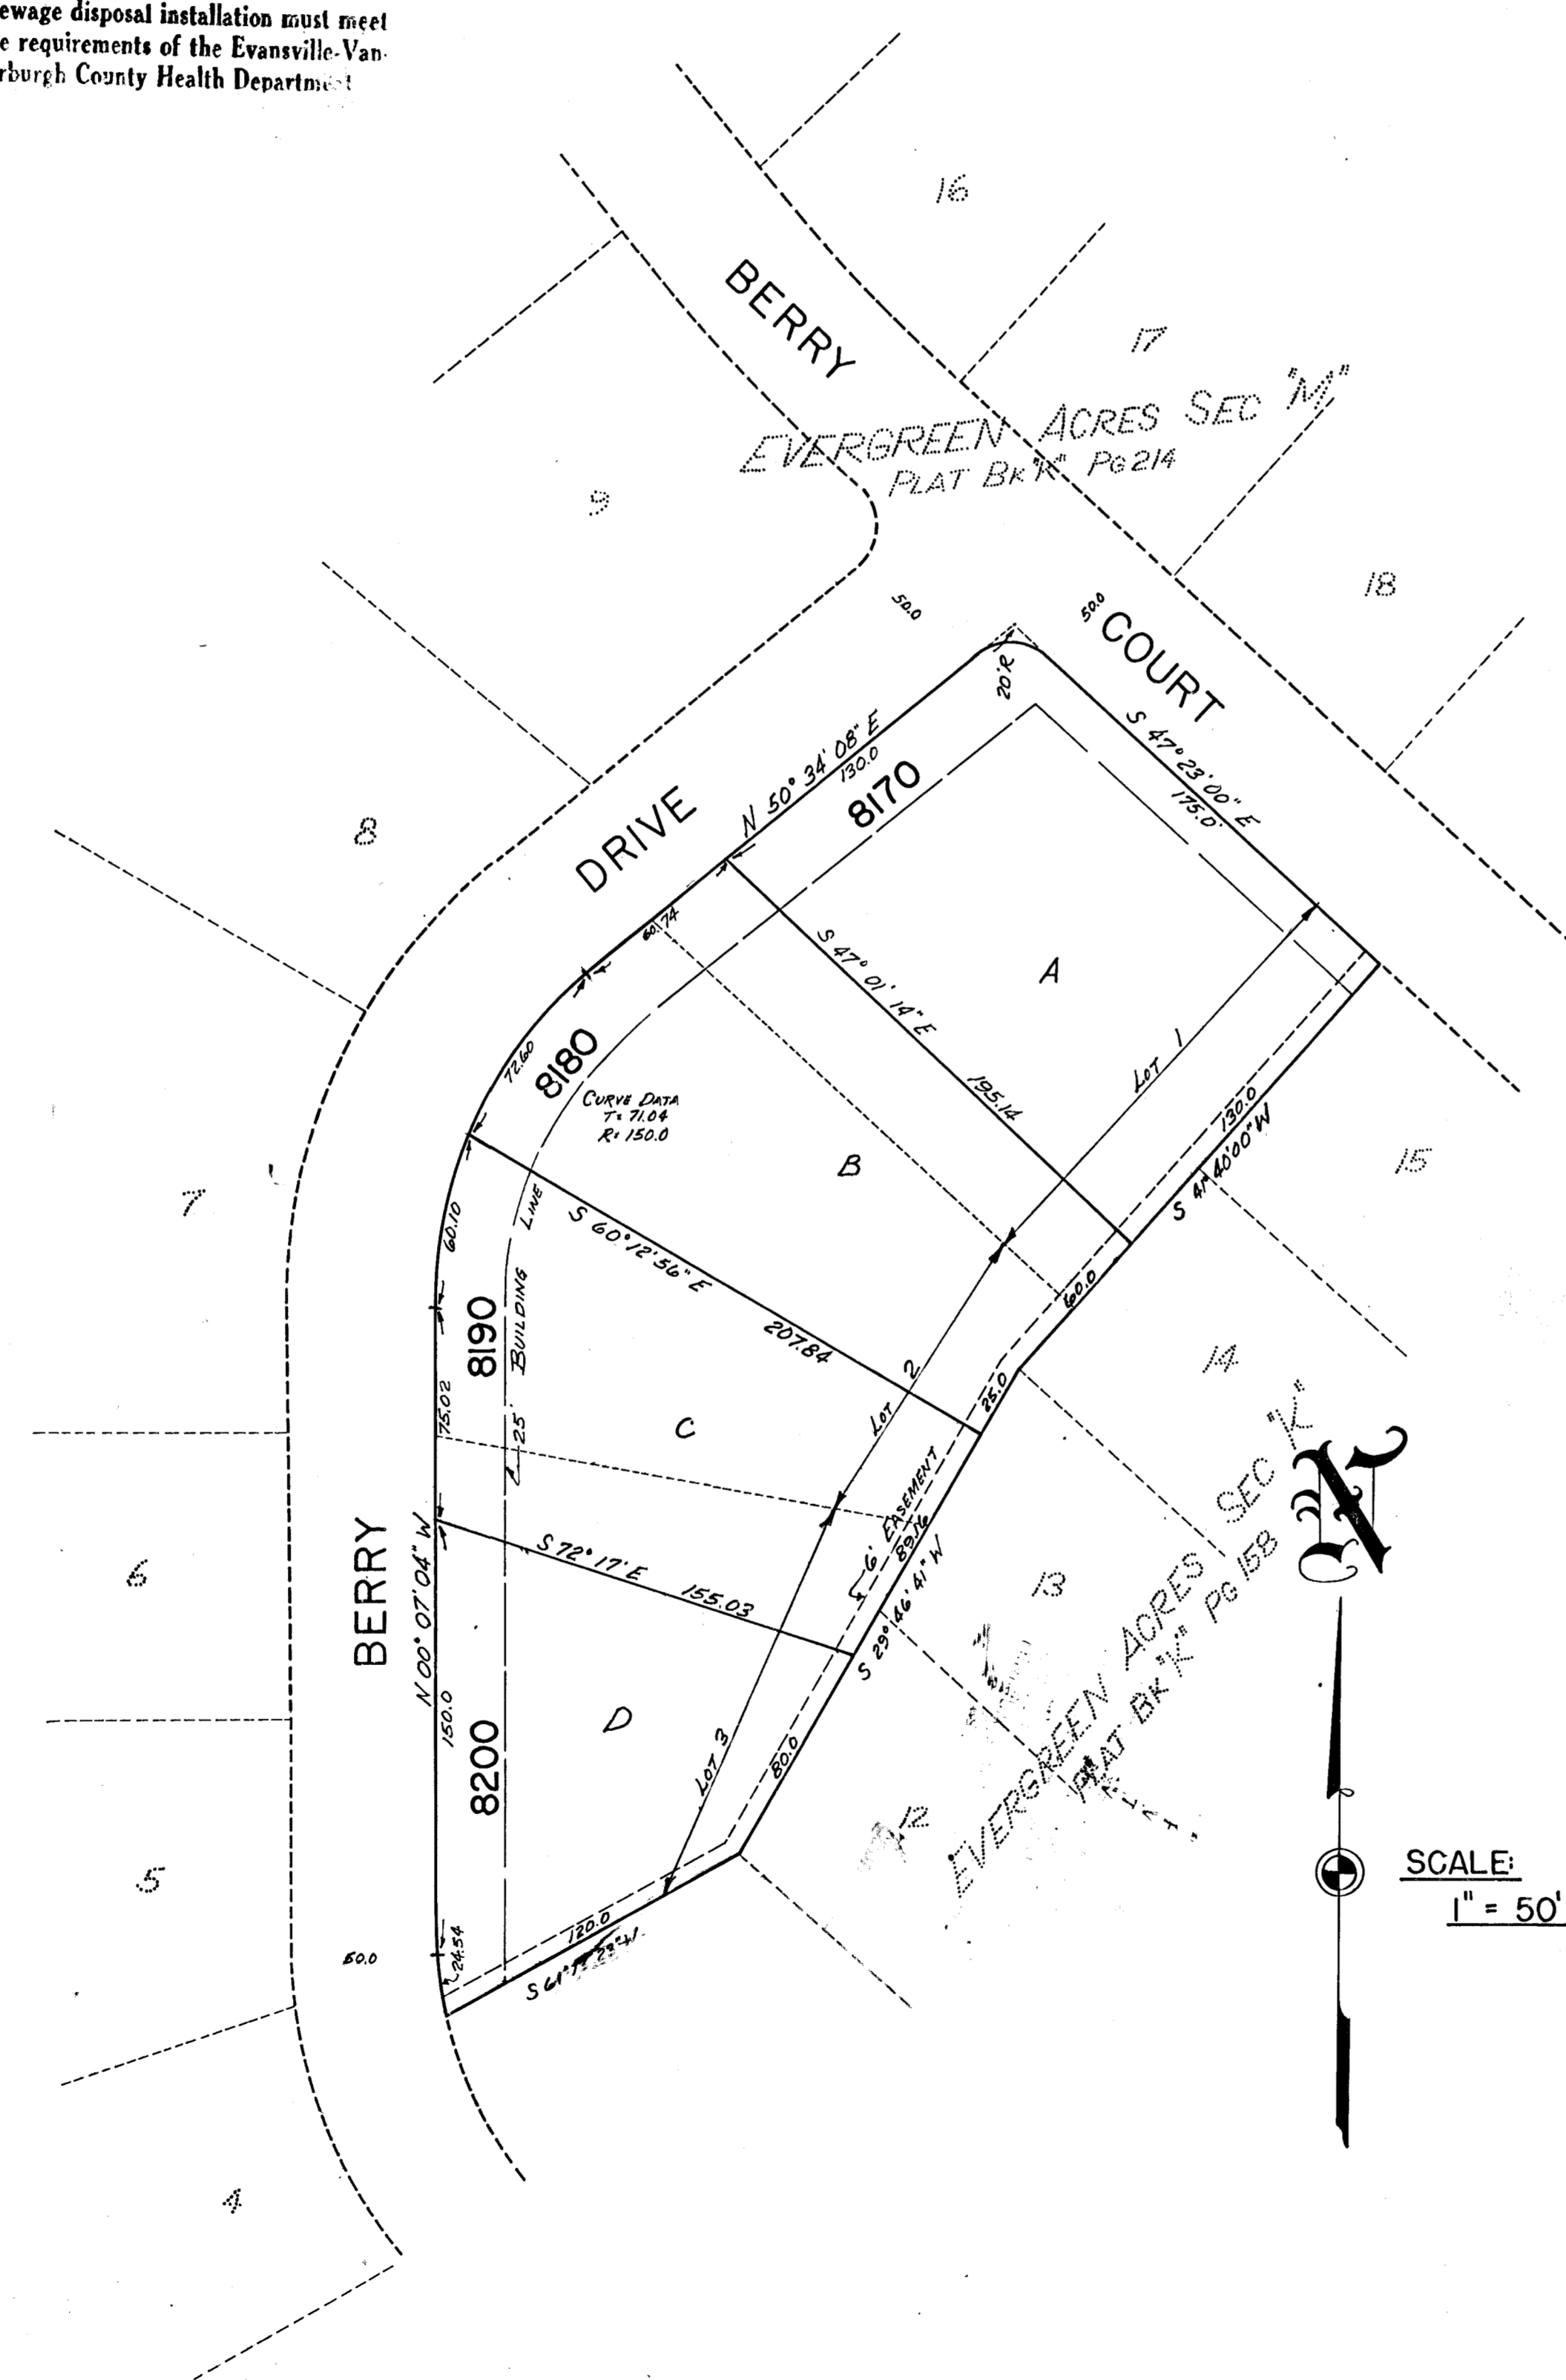 ewage disposal installation must meet
e requirements of the Evansville-Van-
rburgh County Health Department
16
BERRY
17
EVERGREEN ACRES SEC "M"
PLAT BK "K" PG 214
9
18
50.0
50.0
COURT
20'R
S 47° 23' 00" E
175.0'
N 50° 34' 08" E
130.0
8170
8
DRIVE
60.74
A
S 47° 01' 14" E
195.14
LOT 1
72.60
8180
CURVE DATA
T= 71.04
R= 150.0
130.0
S 41° 40' 00" W
B
15
7
60.10
S 60° 12' 56" E
207.84
60.0
25' BUILDING LINE
8190
75.02
LOT 2
25.0
14
C
6' EASEMENT
89.16
S 29° 46' 41" W
S 72° 17' E
155.03
6
BERRY
N 00° 07' 04" W
13
EVERGREEN ACRES SEC "K"
PLAT BK "K" PG 158
D
150.0
8200
LOT 3
80.0
12
5
SCALE:
1" = 50'
120.0
50.0
24.54
4